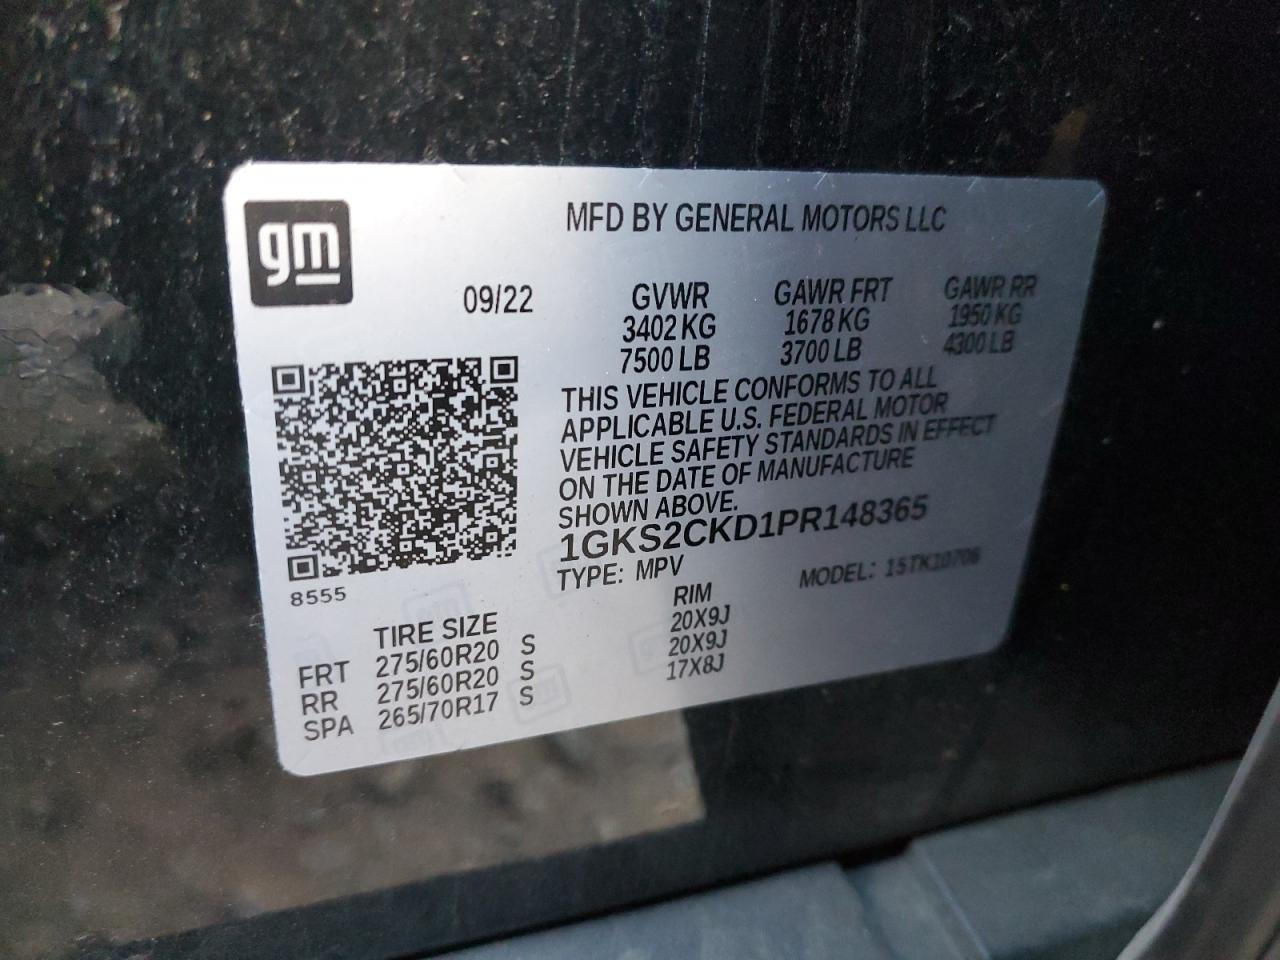 gm
MFD BY GENERAL MOTORS LLC
09/22 GVWR GAWR FRT GAWR RR
3402 KG 1678 KG 1950 KG
7500 LB 3700 LB 4300 LB
THIS VEHICLE CONFORMS TO ALL
APPLICABLE U.S. FEDERAL MOTOR
VEHICLE SAFETY STANDARDS IN EFFECT
ON THE DATE OF MANUFACTURE
SHOWN ABOVE.
1GKS2CKD1PR148365
TYPE: MPV MODEL: 15TK10706
8555
TIRE SIZE RIM
FRT 275/60R20 S 20X9J
RR 275/60R20 S 20X9J
SPA 265/70R17 S 17X8J